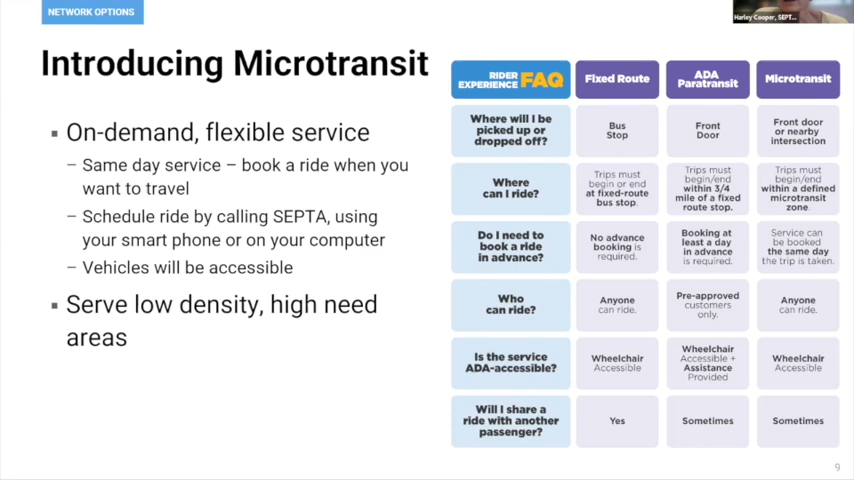 NETWORK OPTIONS
Harley Cooper, SEPT...
Introducing Microtransit
▪ On-demand, flexible service
– Same day service – book a ride when you
want to travel
– Schedule ride by calling SEPTA, using
your smart phone or on your computer
– Vehicles will be accessible
▪ Serve low density, high need
areas
RIDER
EXPERIENCE FAQ
Fixed Route
ADA
Paratransit
Microtransit
Where will I be
picked up or
dropped off?
Bus
Stop
Front
Door
Front door
or nearby
intersection
Where
can I ride?
Trips must
begin or end
at fixed-route
bus stop.
Trips must
begin/end
within 3/4
mile of a fixed
route stop.
Trips must
begin/end
within a defined
microtransit
zone.
Do I need to
book a ride
in advance?
No advance
booking is
required.
Booking at
least a day
in advance
is required.
Service can
be booked
the same day
the trip is taken.
Who
can ride?
Anyone
can ride.
Pre-approved
customers
only.
Anyone
can ride.
Is the service
ADA-accessible?
Wheelchair
Accessible
Wheelchair
Accessible +
Assistance
Provided
Wheelchair
Accessible
Will I share a
ride with another
passenger?
Yes
Sometimes
Sometimes
9